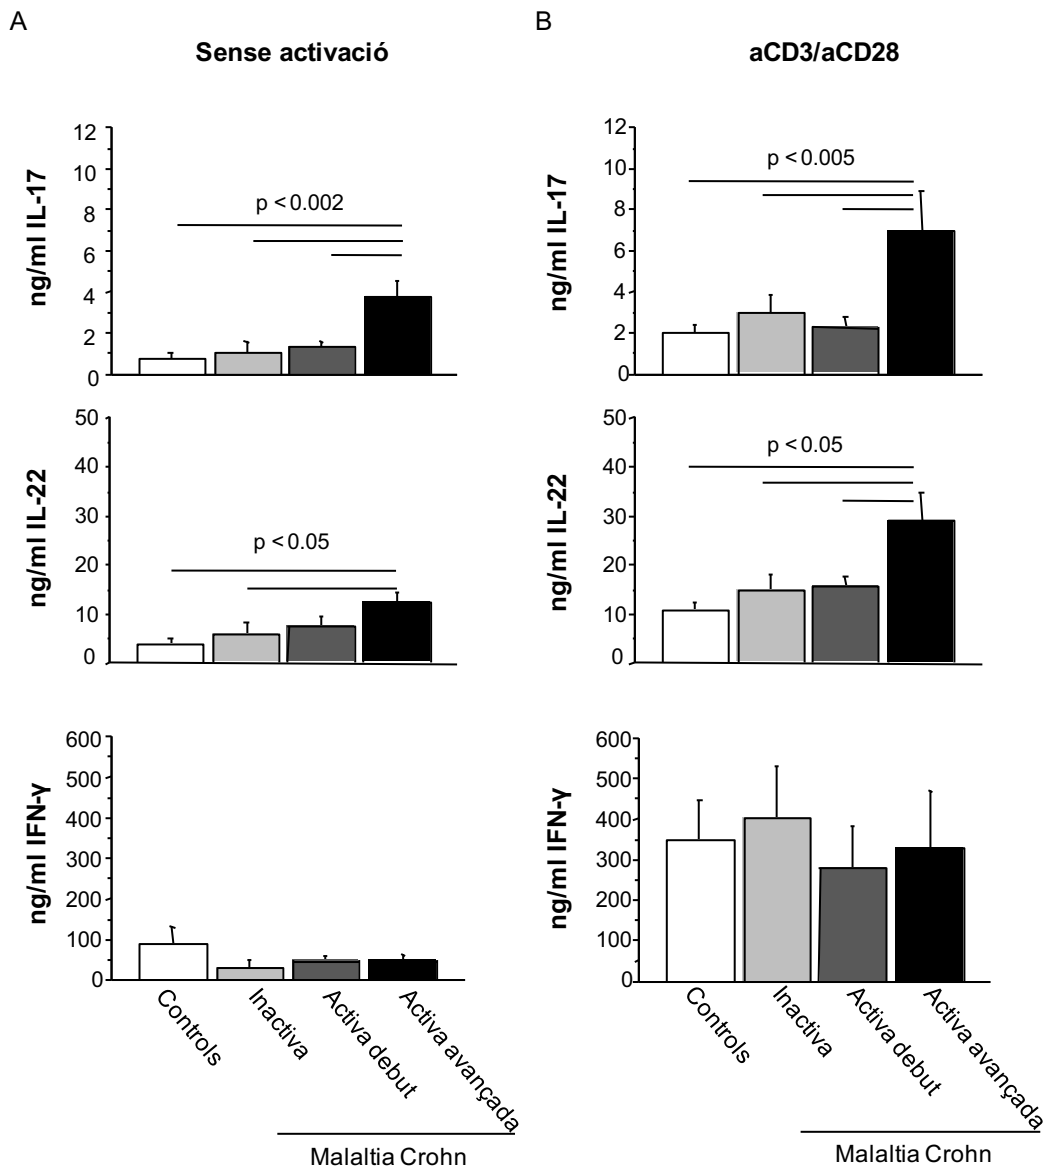 A
Sense activació
ng/ml IL-17
12
10
8
6
4
2
0
p < 0.002
ng/ml IL-22
50
40
30
20
10
0
p < 0.05
ng/ml IFN-γ
600
500
400
300
200
100
0
Controls
Inactiva
Activa debut
Activa avançada
Malaltia Crohn
B
aCD3/aCD28
ng/ml IL-17
12
10
8
6
4
2
0
p < 0.005
ng/ml IL-22
50
40
30
20
10
0
p < 0.05
ng/ml IFN-γ
600
500
400
300
200
100
0
Controls
Inactiva
Activa debut
Activa avançada
Malaltia Crohn